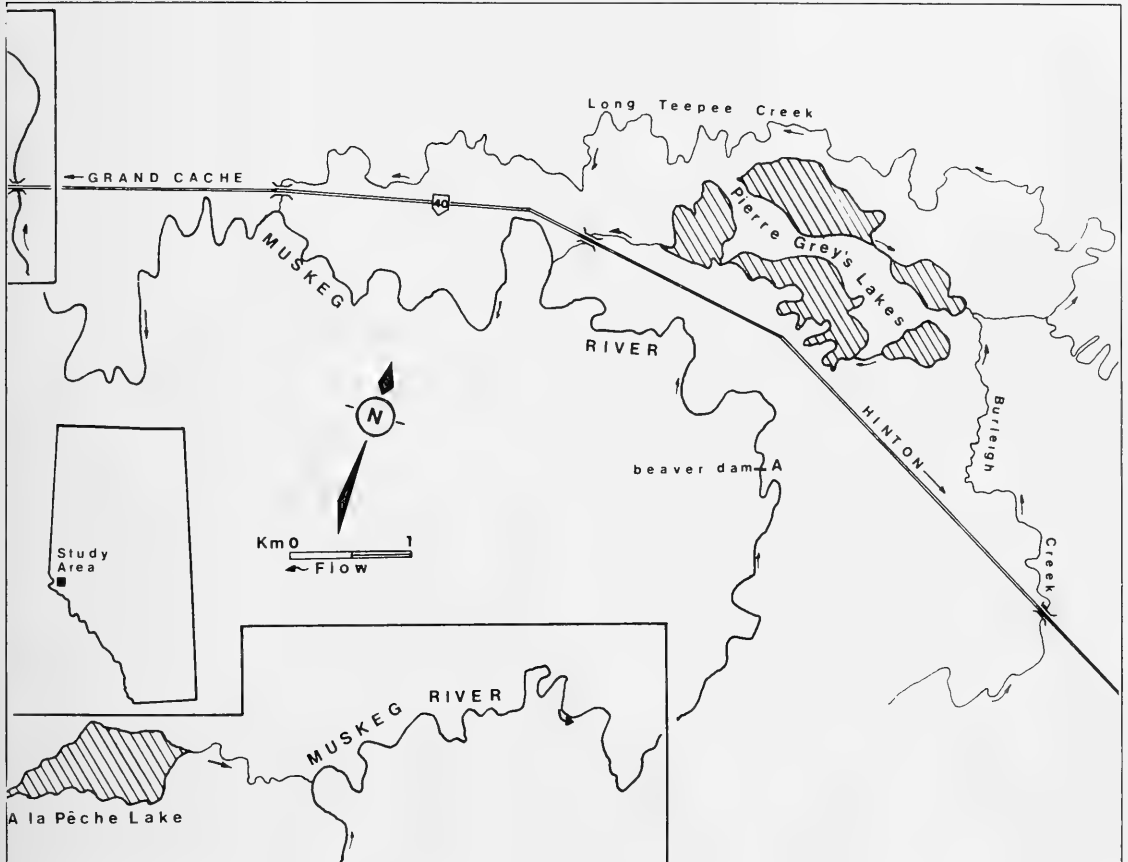 Long Teepee Creek
←GRAND CACHE
40
Pierre Grey's Lakes
MUSKEG
RIVER
N
HINTON→
Burleigh
beaver dam A
Km 0 1
←Flow
Study
Area
Creek
MUSKEG RIVER
A la Pêche Lake